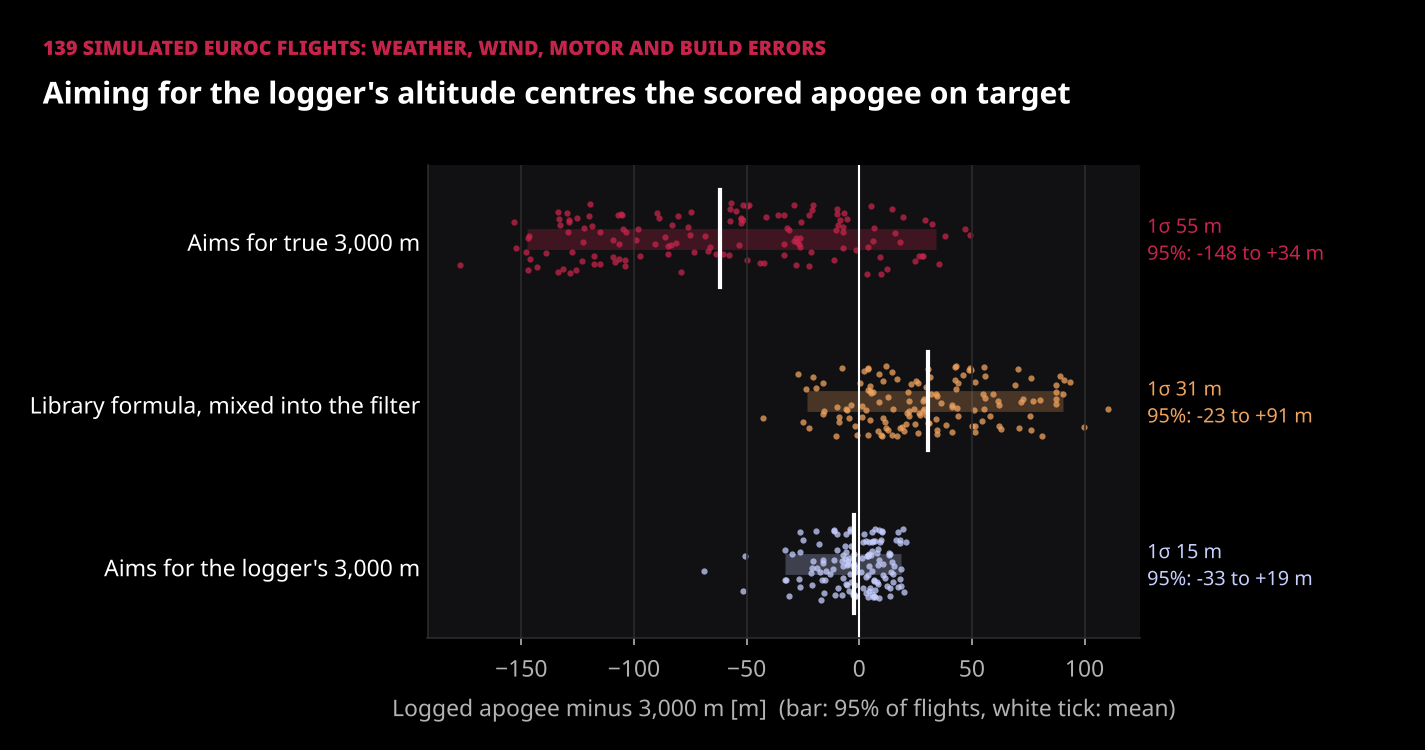 139 SIMULATED EUROC FLIGHTS: WEATHER, WIND, MOTOR AND BUILD ERRORS
Aiming for the logger's altitude centres the scored apogee on target
Aims for true 3,000 m
1σ 55 m
95%: -148 to +34 m
Library formula, mixed into the filter
1σ 31 m
95%: -23 to +91 m
Aims for the logger's 3,000 m
1σ 15 m
95%: -33 to +19 m
−150 −100 −50 0 50 100
Logged apogee minus 3,000 m [m]  (bar: 95% of flights, white tick: mean)